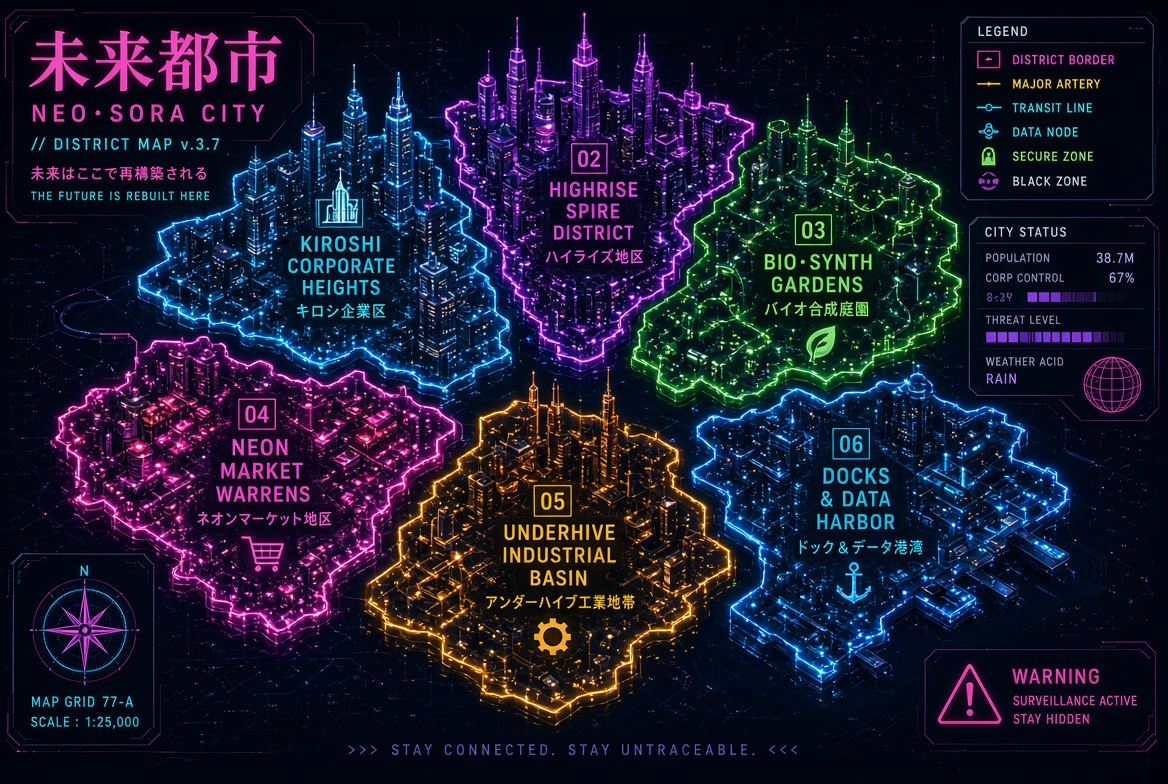 未来都市
NEO·SORA CITY
// DISTRICT MAP v.3.7
未来はここで再構築される
THE FUTURE IS REBUILT HERE
KIROSHI
CORPORATE
HEIGHTS
キロシ企業区
02
HIGHRISE
SPIRE
DISTRICT
ハイライズ地区
03
BIO·SYNTH
GARDENS
バイオ合成庭園
04
NEON
MARKET
WARRENS
ネオンマーケット地区
05
UNDERHIVE
INDUSTRIAL
BASIN
アンダーハイブ工業地帯
06
DOCKS
& DATA
HARBOR
ドック&データ港湾
LEGEND
DISTRICT BORDER
MAJOR ARTERY
TRANSIT LINE
DATA NODE
SECURE ZONE
BLACK ZONE
CITY STATUS
POPULATION 38.7M
CORP CONTROL 67%
THREAT LEVEL
WEATHER ACID
RAIN
N
MAP GRID 77-A
SCALE : 1:25,000
WARNING
SURVEILLANCE ACTIVE
STAY HIDDEN
>>> STAY CONNECTED. STAY UNTRACEABLE. <<<